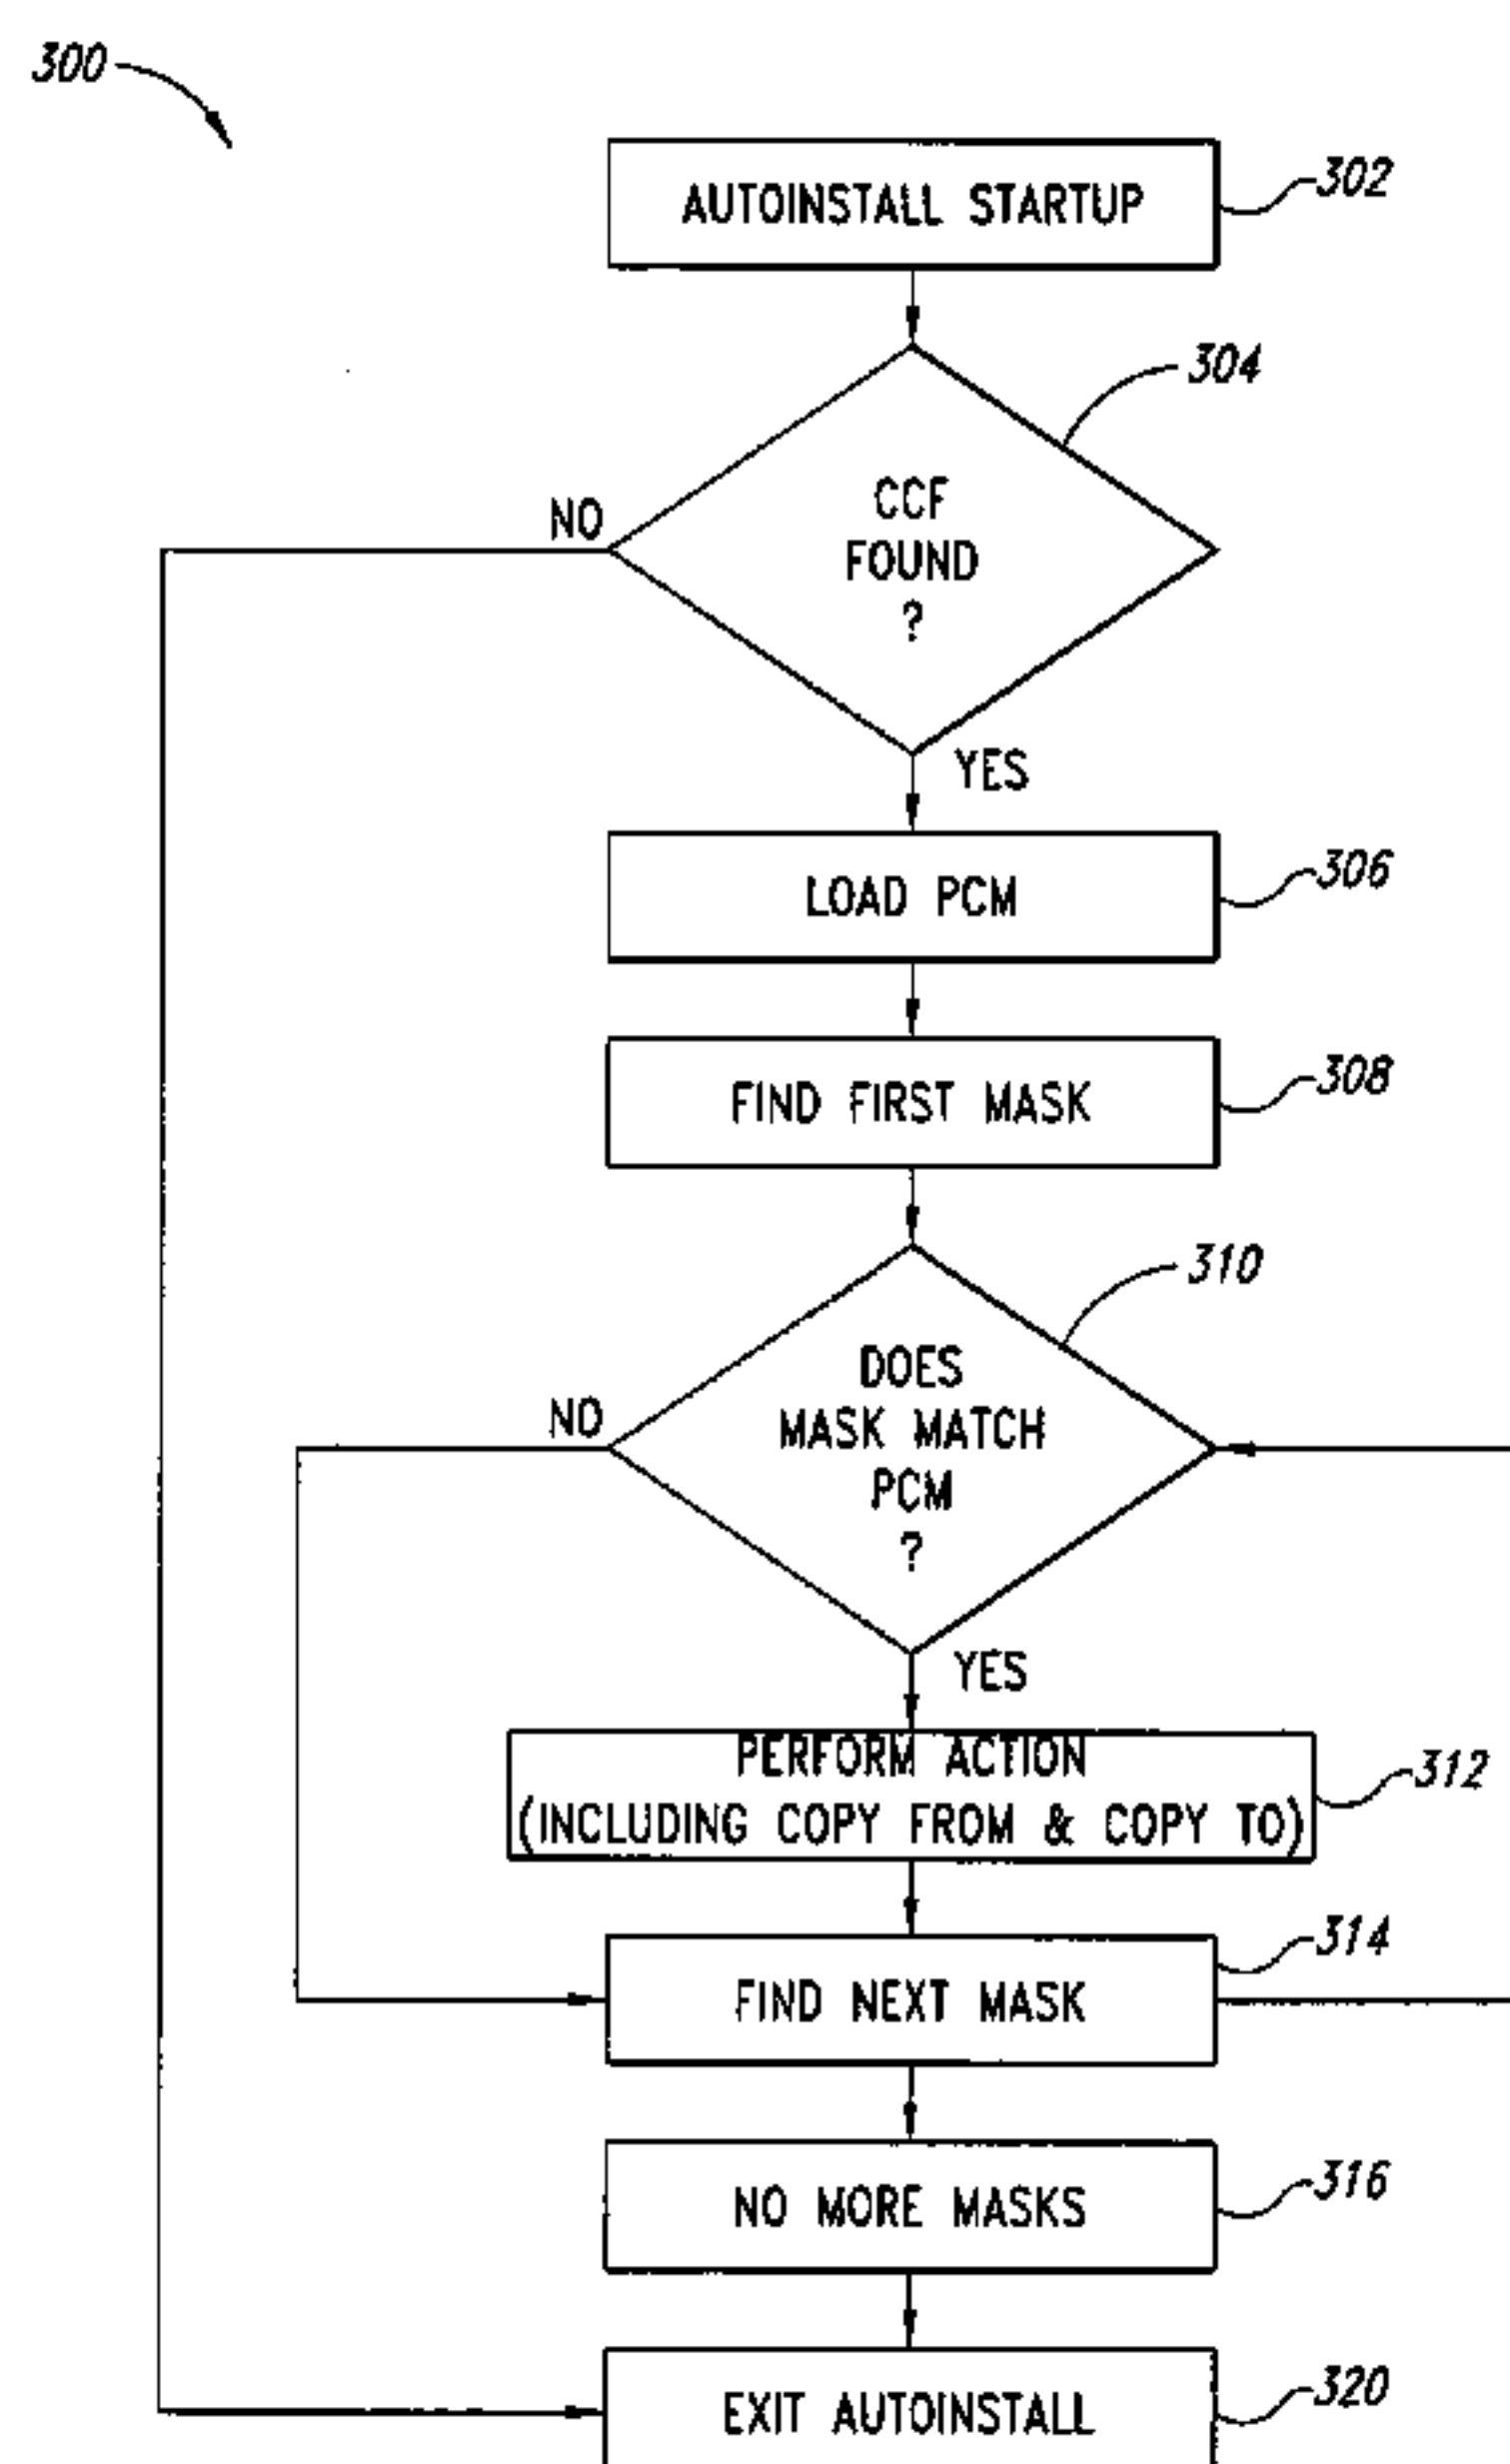 300
AUTOINSTALL STARTUP
302
304
CCF
FOUND
?
NO
YES
LOAD PCM
306
FIND FIRST MASK
308
310
DOES
MASK MATCH
PCM
?
NO
YES
PERFORM ACTION
(INCLUDING COPY FROM & COPY TO)
312
314
FIND NEXT MASK
NO MORE MASKS
316
EXIT AUTOINSTALL
320